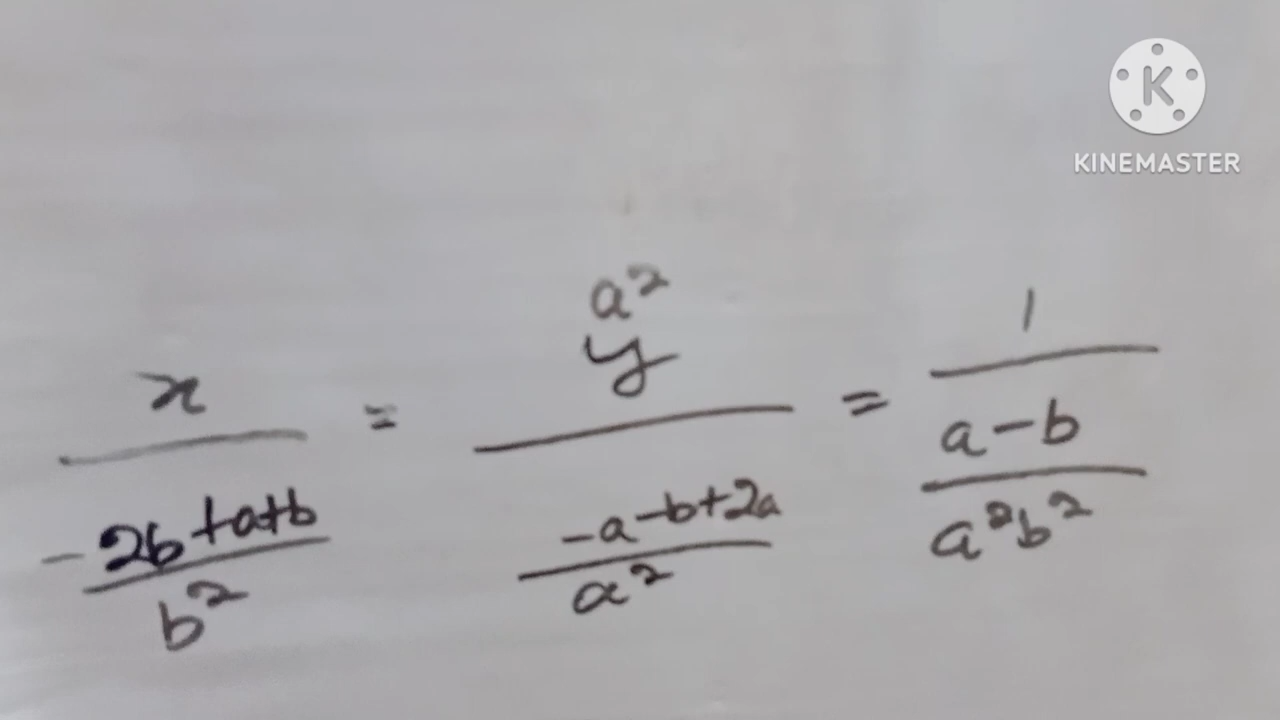 K
KINEMASTER
a²
x/((-2b+a+b)/b²) = y/((-a-b+2a)/a²) = 1/((a-b)/(a²b²))